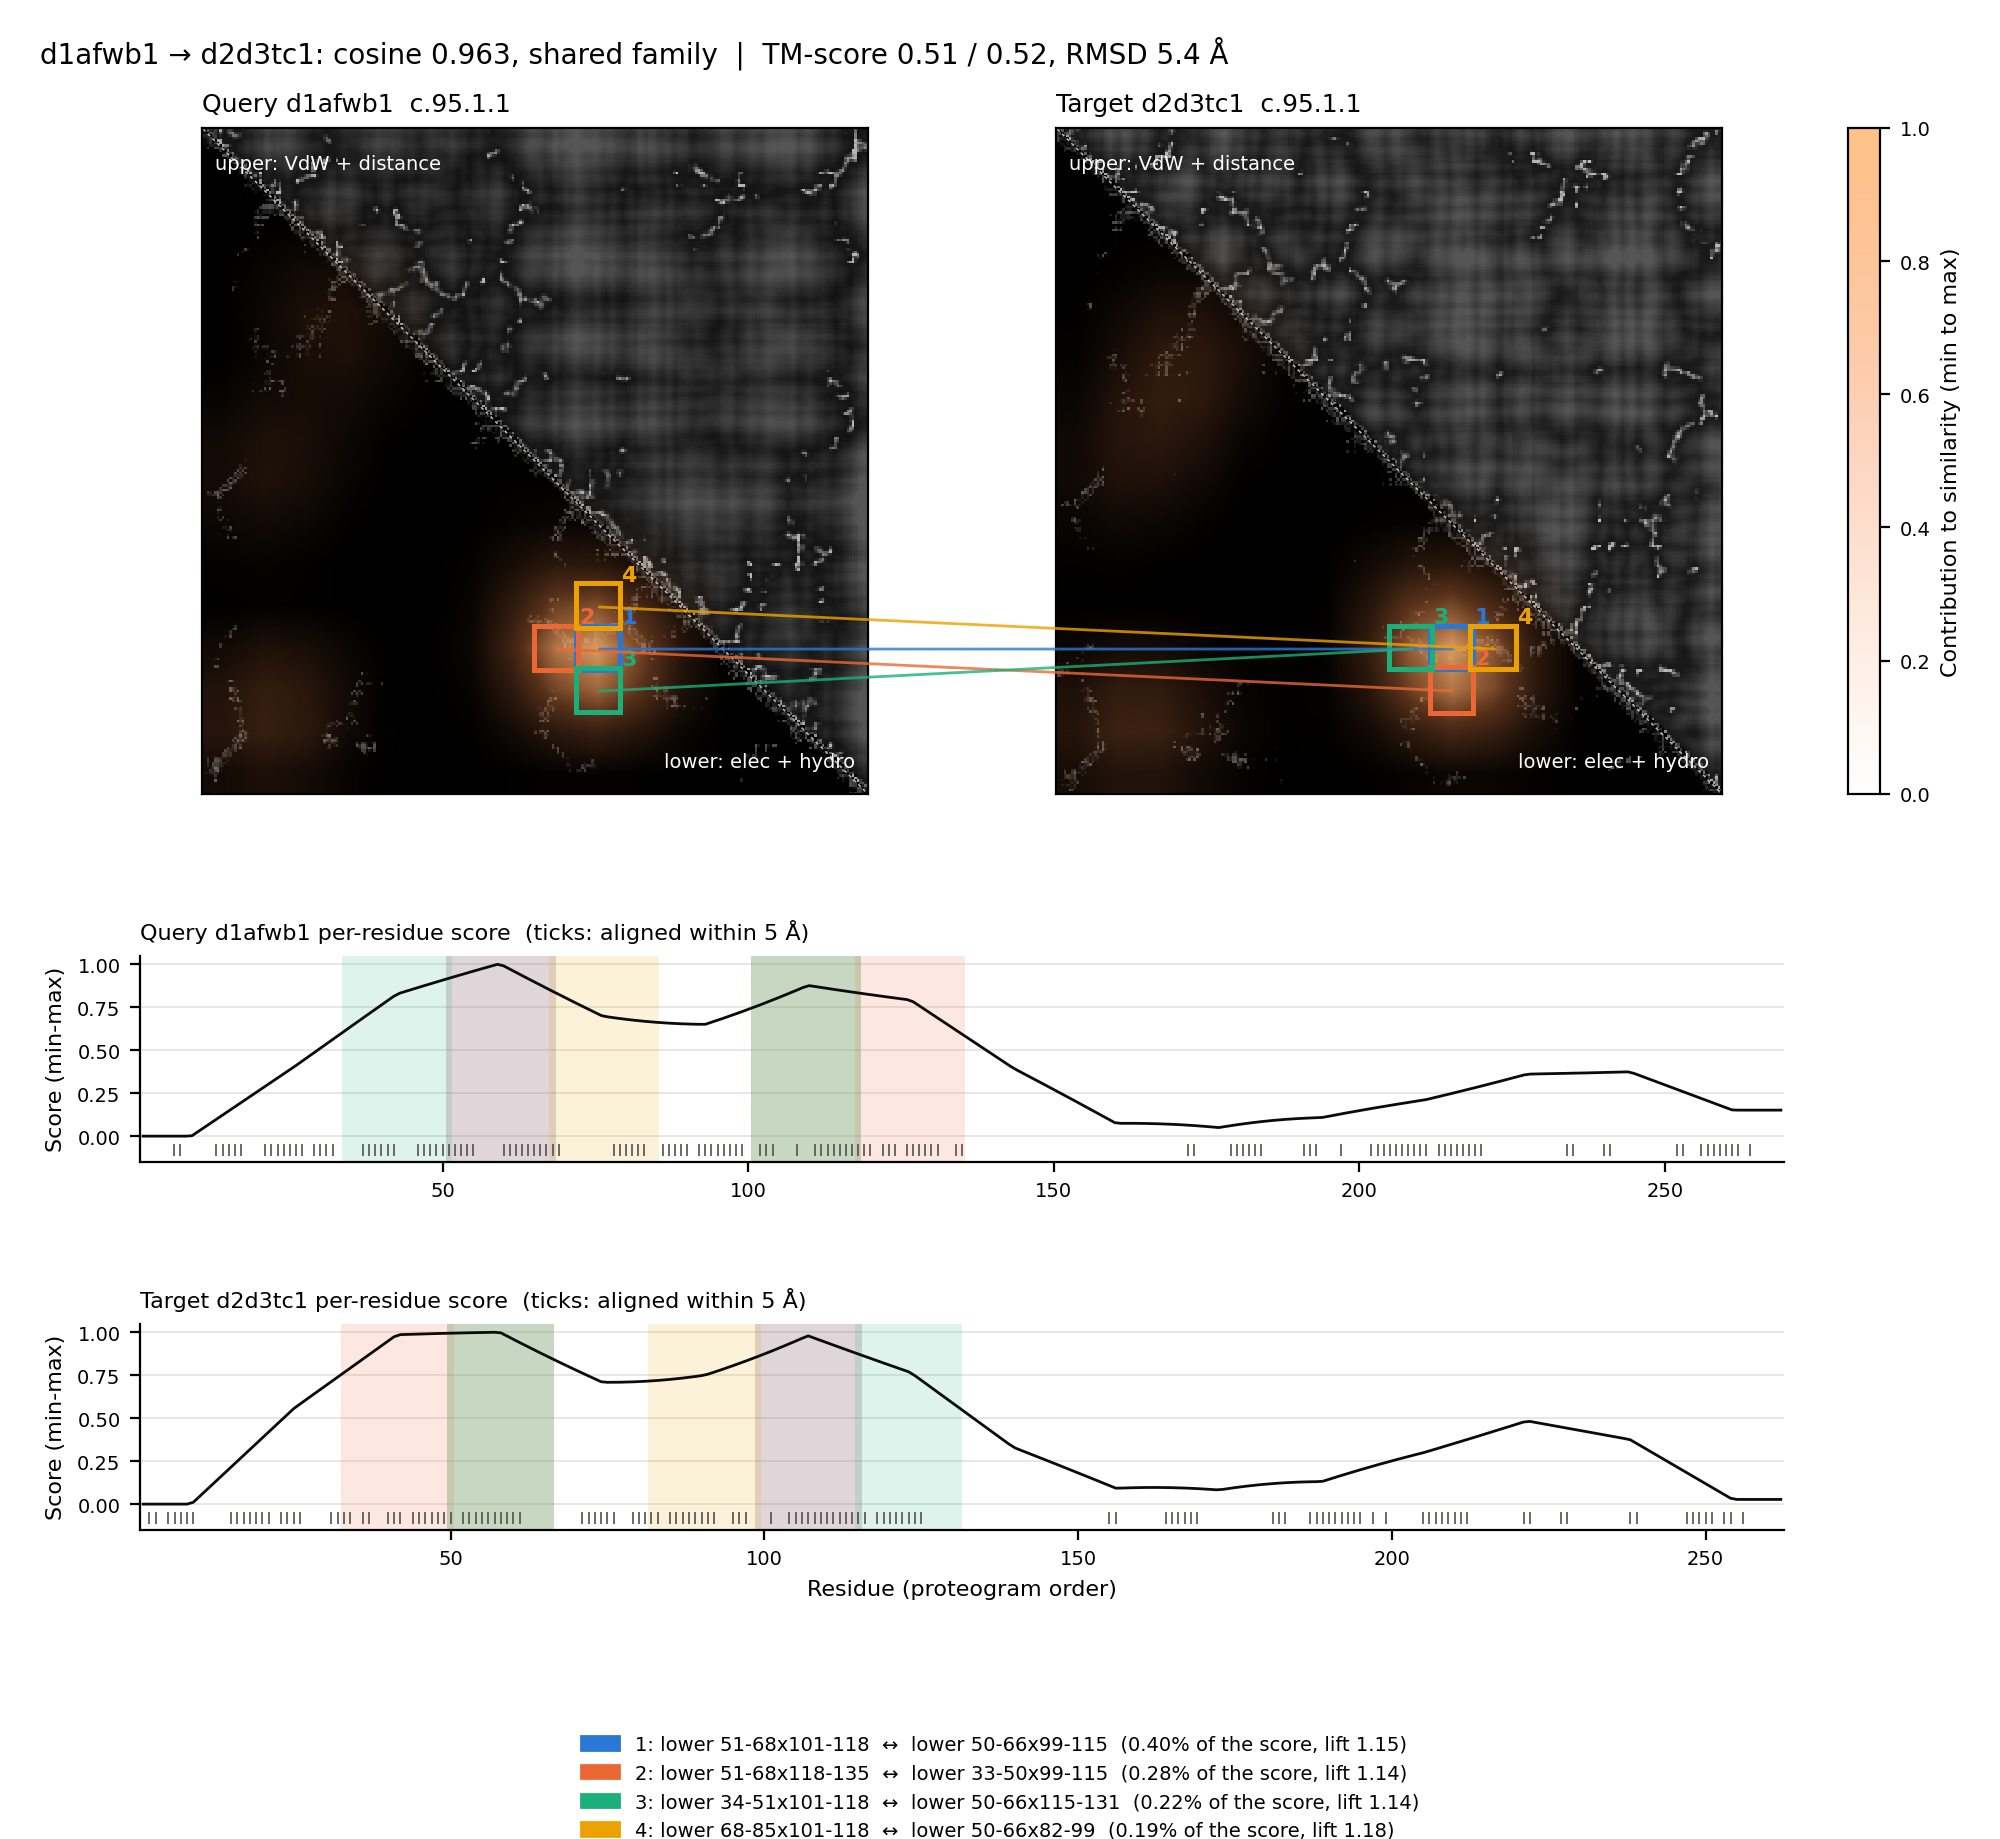 d1afwb1 → d2d3tc1: cosine 0.963, shared family | TM-score 0.51 / 0.52, RMSD 5.4 Å
Query d1afwb1 c.95.1.1
Target d2d3tc1 c.95.1.1
upper: VdW + distance
upper: VdW + distance
4
2
1
3
3
1
4
2
lower: elec + hydro
lower: elec + hydro
1.0
0.8
0.6
0.4
0.2
0.0
Contribution to similarity (min to max)
Query d1afwb1 per-residue score (ticks: aligned within 5 Å)
Score (min-max)
1.00
0.75
0.50
0.25
0.00
50
100
150
200
250
Target d2d3tc1 per-residue score (ticks: aligned within 5 Å)
Score (min-max)
1.00
0.75
0.50
0.25
0.00
50
100
150
200
250
Residue (proteogram order)
1: lower 51-68x101-118 ↔ lower 50-66x99-115 (0.40% of the score, lift 1.15)
2: lower 51-68x118-135 ↔ lower 33-50x99-115 (0.28% of the score, lift 1.14)
3: lower 34-51x101-118 ↔ lower 50-66x115-131 (0.22% of the score, lift 1.14)
4: lower 68-85x101-118 ↔ lower 50-66x82-99 (0.19% of the score, lift 1.18)